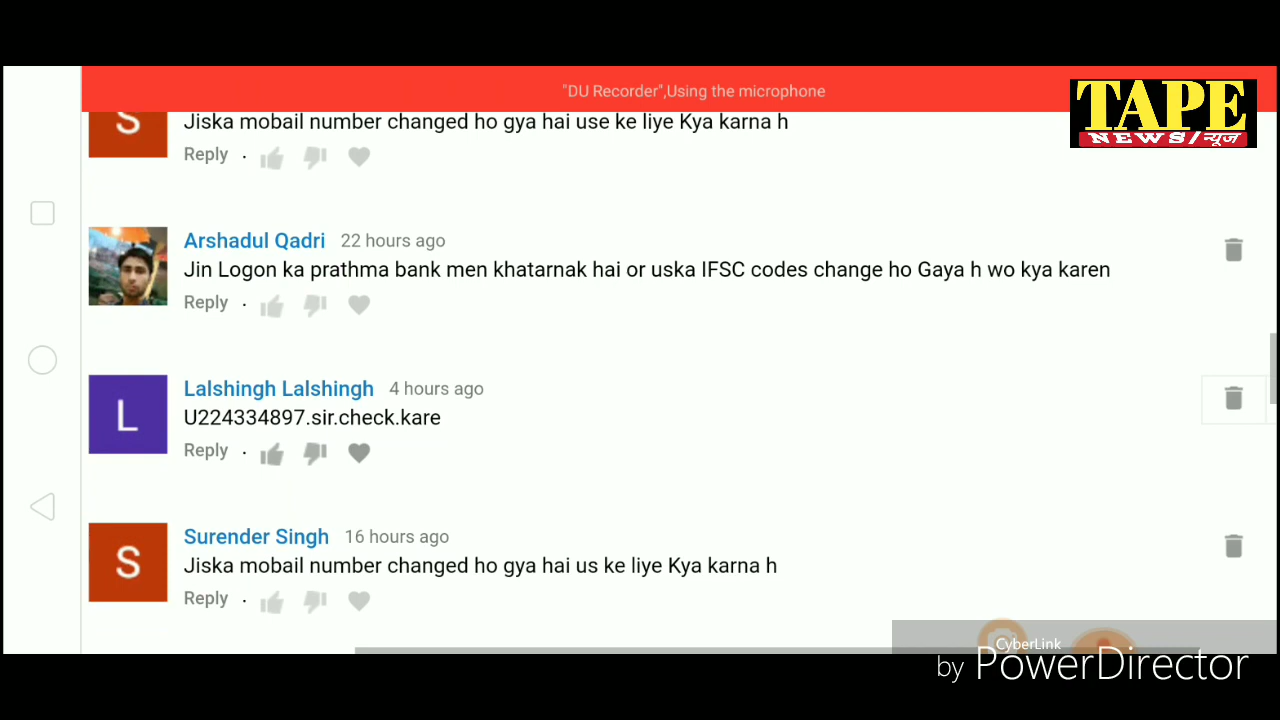 "DU Recorder",Using the microphone
TAPE
NEWS/न्यूज
S
Jiska mobail number changed ho gya hai use ke liye Kya karna h
Reply ·
Arshadul Qadri 22 hours ago
Jin Logon ka prathma bank men khatarnak hai or uska IFSC codes change ho Gaya h wo kya karen
Reply ·
L
Lalshingh Lalshingh 4 hours ago
U224334897.sir.check.kare
Reply ·
S
Surender Singh 16 hours ago
Jiska mobail number changed ho gya hai us ke liye Kya karna h
Reply ·
CyberLink
by PowerDirector